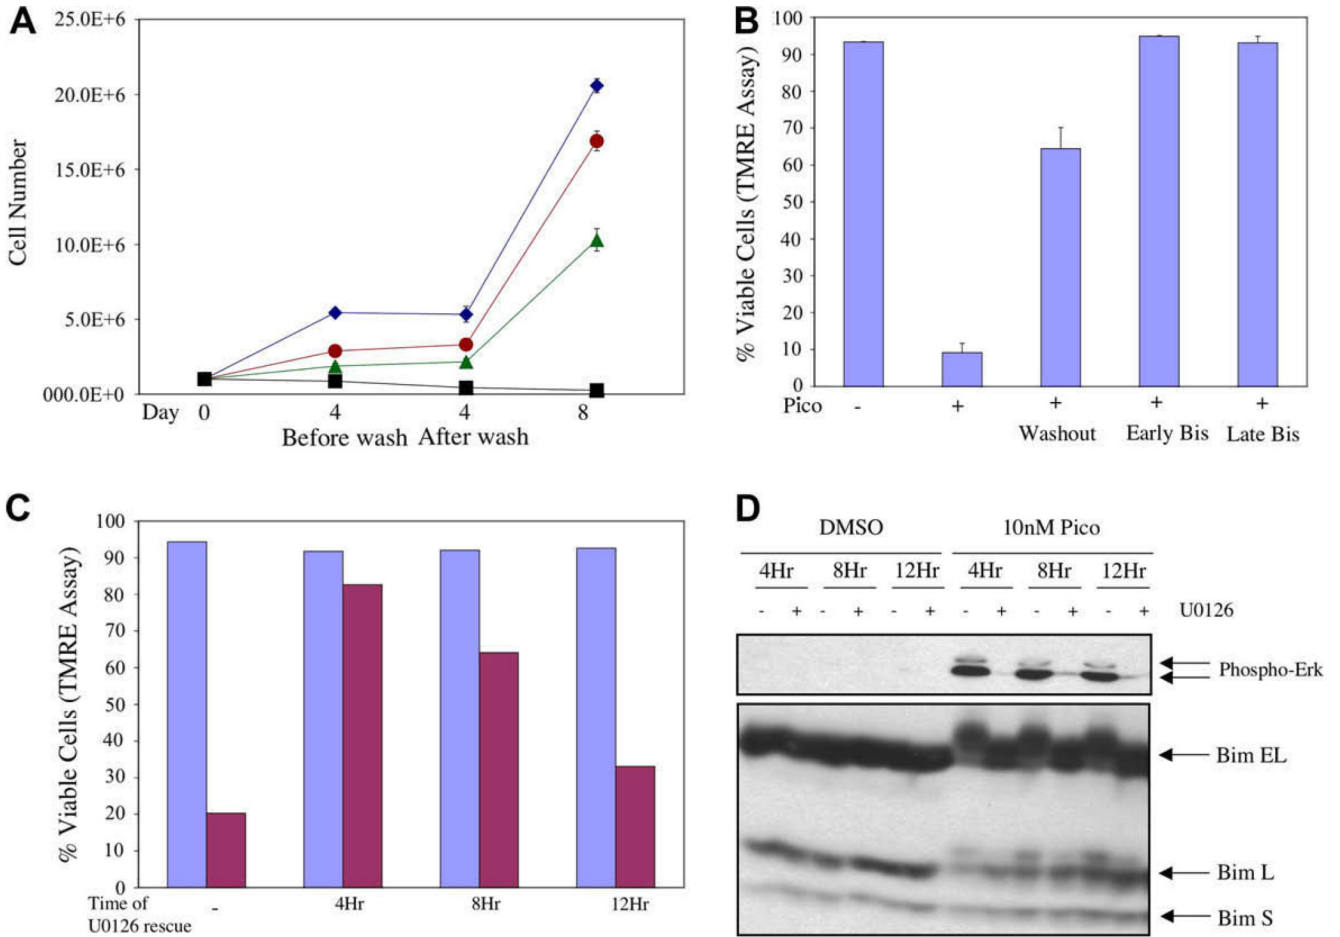 A
25.0E+6
20.0E+6
15.0E+6
10.0E+6
5.0E+6
000.0E+0
Cell Number
Day 0 4 4 8
Before wash After wash
B
100
90
80
70
60
50
40
30
20
10
0
% Viable Cells (TMRE Assay)
Pico - + + + +
Washout Early Bis Late Bis
C
100
90
80
70
60
50
40
30
20
10
0
% Viable Cells (TMRE Assay)
Time of - 4Hr 8Hr 12Hr
U0126 rescue
D
DMSO 10nM Pico
4Hr 8Hr 12Hr 4Hr 8Hr 12Hr
- + - + - + - + - + - + U0126
Phospho-Erk
Bim EL
Bim L
Bim S